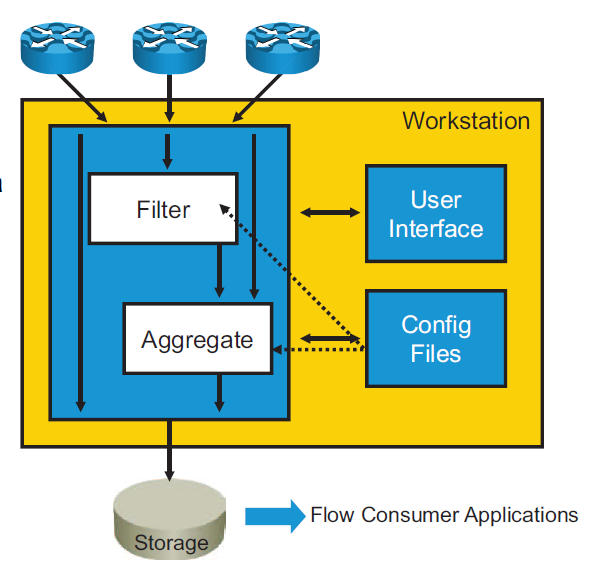 Workstation
Filter
User
Interface
Aggregate
Config
Files
Storage
Flow Consumer Applications